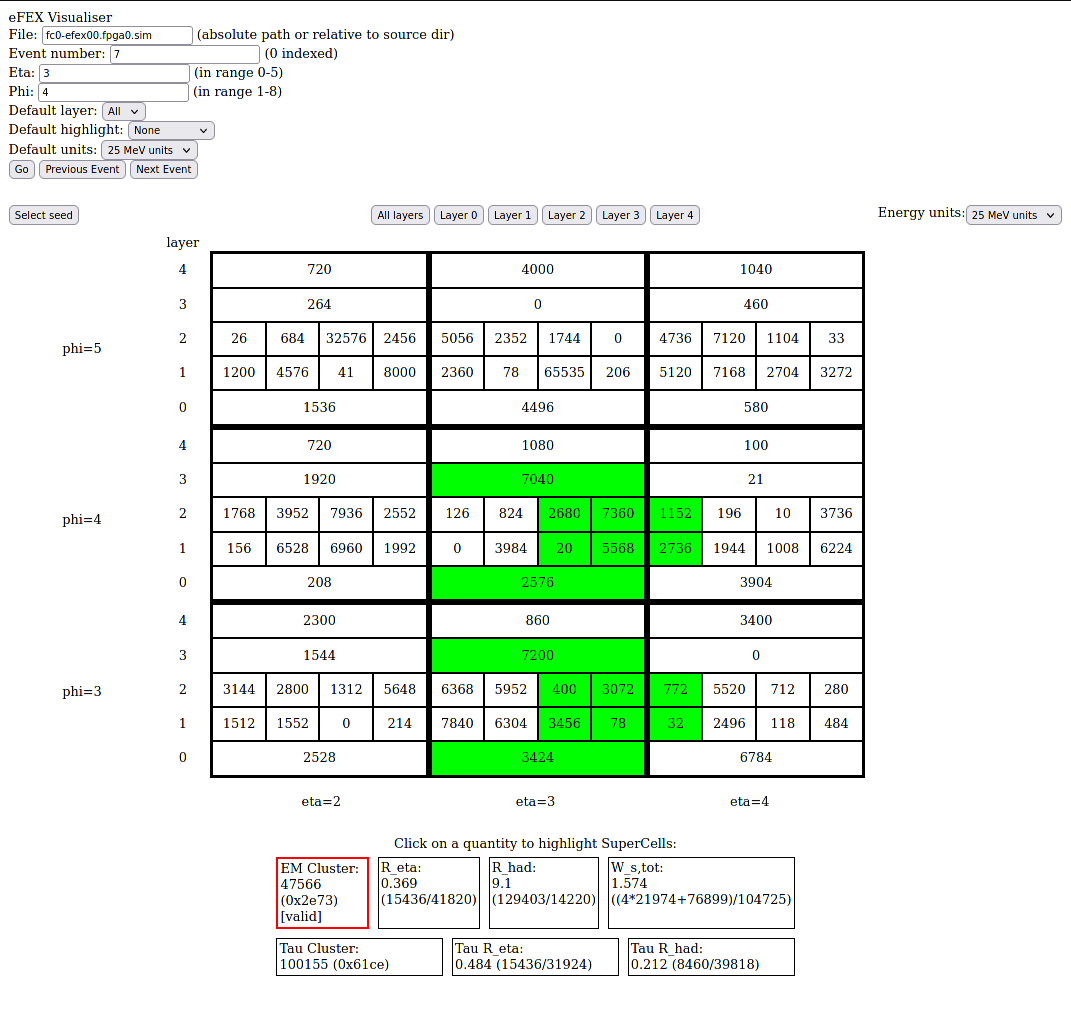 eFEX Visualiser
File: fc0-efex00.fpga0.sim (absolute path or relative to source dir)
Event number: 7 (0 indexed)
Eta: 3 (in range 0-5)
Phi: 4 (in range 1-8)
Default layer: All
Default highlight: None
Default units: 25 MeV units
Go Previous Event Next Event
Select seed All layers Layer 0 Layer 1 Layer 2 Layer 3 Layer 4 Energy units: 25 MeV units
layer
4 720 4000 1040
3 264 0 460
phi=5
2 26 684 32576 2456 5056 2352 1744 0 4736 7120 1104 33
1 1200 4576 41 8000 2360 78 65535 206 5120 7168 2704 3272
0 1536 4496 580
4 720 1080 100
3 1920 7040 21
phi=4
2 1768 3952 7936 2552 126 824 2680 7360 1152 196 10 3736
1 156 6528 6960 1992 0 3984 20 5568 2736 1944 1008 6224
0 208 2576 3904
4 2300 860 3400
3 1544 7200 0
phi=3
2 3144 2800 1312 5648 6368 5952 400 3072 772 5520 712 280
1 1512 1552 0 214 7840 6304 3456 78 32 2496 118 484
0 2528 3424 6784
eta=2 eta=3 eta=4
Click on a quantity to highlight SuperCells:
EM Cluster:
47566
(0x2e73)
[valid]
R_eta:
0.369
(15436/41820)
R_had:
9.1
(129403/14220)
W_s,tot:
1.574
((4*21974+76899)/104725)
Tau Cluster:
100155 (0x61ce)
Tau R_eta:
0.484 (15436/31924)
Tau R_had:
0.212 (8460/39818)